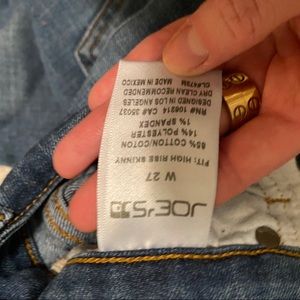 JOE'S
W 27
FIT: HIGH RISE SKINNY
85% COTTON/COTON
14% POLYESTER
1% SPANDEX
RN# 106214 CA# 35037
DESIGNED IN LOS ANGELES
DRY CLEAN RECOMMENDED
MADE IN MEXICO